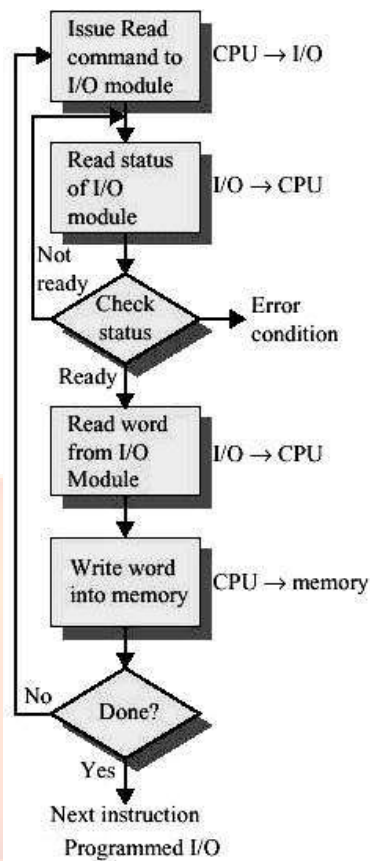 Issue Read
command to
I/O module
CPU → I/O
Read status
of I/O
module
I/O → CPU
Not
ready
Check
status
Error
condition
Ready
Read word
from I/O
Module
I/O → CPU
Write word
into memory
CPU → memory
No
Done?
Yes
Next instruction
Programmed I/O